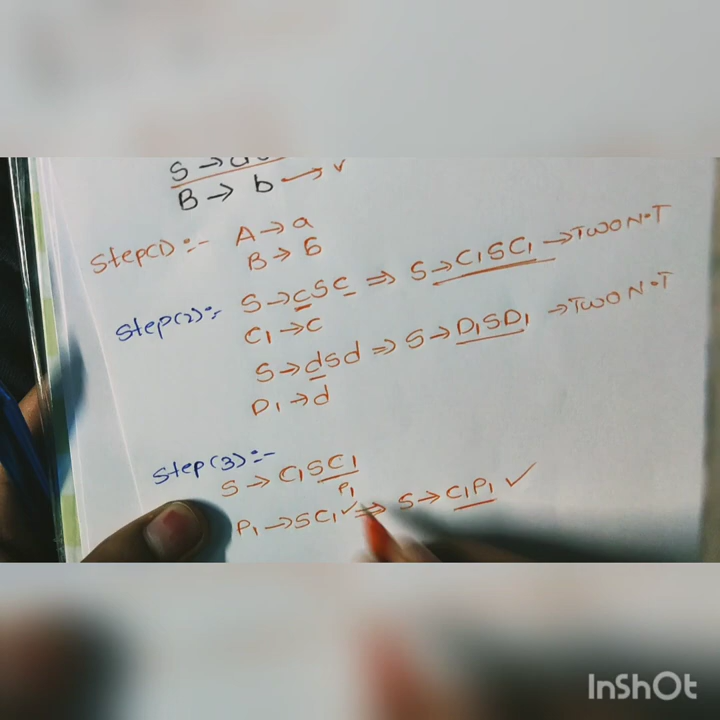 S →
B → b → ✓
Step(1):- A → a
B → b
Step(2):- S → cSc ⇒ S → C₁SC₁ → TWO N.T
C₁ → c
S → dSd ⇒ S → D₁SD₁ → TWO N.T
D₁ → d
Step(3):-
S → C₁SC₁
P₁
P₁ → SC₁ ✓ ⇒ S → C₁P₁ ✓
InShOt